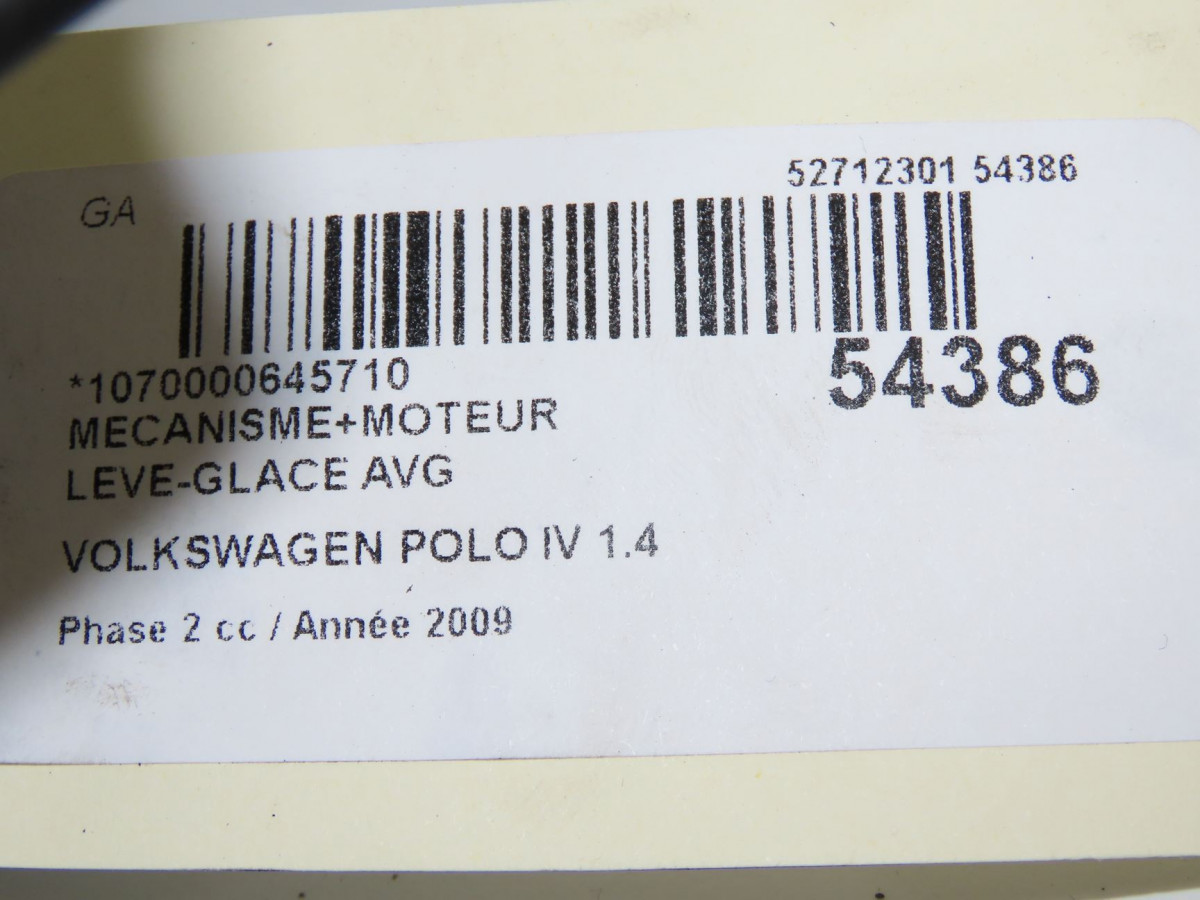 52712301 54386
GA
*1070000645710
54386
MECANISME+MOTEUR
LEVE-GLACE AVG
VOLKSWAGEN POLO IV 1.4
Phase 2 cc / Année 2009